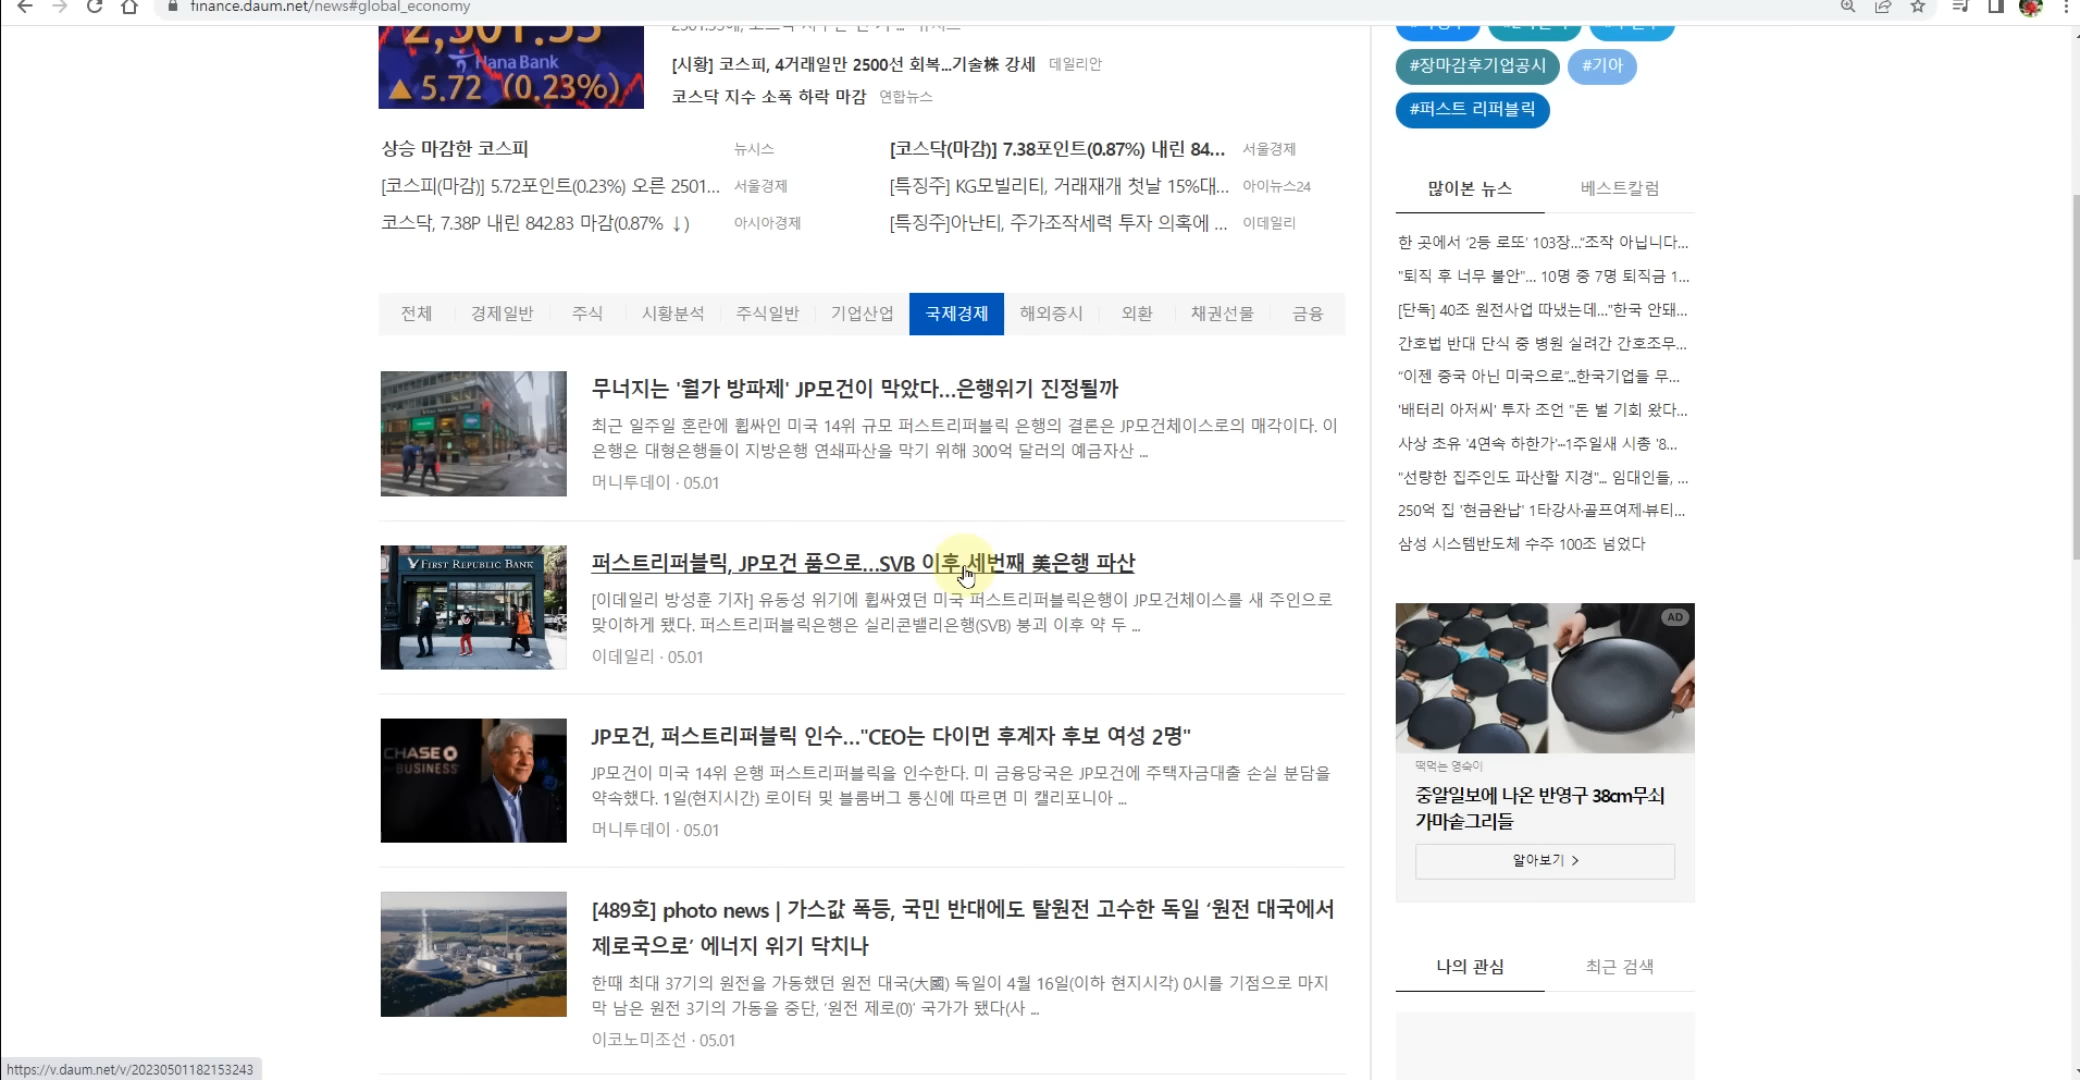 finance.daum.net/news#global_economy
Hana Bank
▲5.72 (0.23%)
[시황] 코스피, 4거래일만 2500선 회복...기술株 강세 데일리안
코스닥 지수 소폭 하락 마감 연합뉴스
상승 마감한 코스피 뉴시스
[코스피(마감)] 5.72포인트(0.23%) 오른 2501... 서울경제
코스닥, 7.38P 내린 842.83 마감(0.87% ↓) 아시아경제
[코스닥(마감)] 7.38포인트(0.87%) 내린 84... 서울경제
[특징주] KG모빌리티, 거래재개 첫날 15%대... 아이뉴스24
[특징주]아난티, 주가조작세력 투자 의혹에 ... 이데일리
전체 경제일반 주식 시황분석 주식일반 기업산업 국제경제 해외증시 외환 채권선물 금융
무너지는 '월가 방파제' JP모건이 막았다...은행위기 진정될까
최근 일주일 혼란에 휩싸인 미국 14위 규모 퍼스트리퍼블릭 은행의 결론은 JP모건체이스로의 매각이다. 이
은행은 대형은행들이 지방은행 연쇄파산을 막기 위해 300억 달러의 예금자산 ...
머니투데이 · 05.01
FIRST REPUBLIC BANK
퍼스트리퍼블릭, JP모건 품으로...SVB 이후 세번째 美은행 파산
[이데일리 방성훈 기자] 유동성 위기에 휩싸였던 미국 퍼스트리퍼블릭은행이 JP모건체이스를 새 주인으로
맞이하게 됐다. 퍼스트리퍼블릭은행은 실리콘밸리은행(SVB) 붕괴 이후 약 두 ...
이데일리 · 05.01
CHASE
BUSINESS
JP모건, 퍼스트리퍼블릭 인수..."CEO는 다이먼 후계자 후보 여성 2명"
JP모건이 미국 14위 은행 퍼스트리퍼블릭을 인수한다. 미 금융당국은 JP모건에 주택자금대출 손실 분담을
약속했다. 1일(현지시간) 로이터 및 블룸버그 통신에 따르면 미 캘리포니아 ...
머니투데이 · 05.01
[489호] photo news | 가스값 폭등, 국민 반대에도 탈원전 고수한 독일 ‘원전 대국에서
제로국으로’ 에너지 위기 닥치나
한때 최대 37기의 원전을 가동했던 원전 대국(大國) 독일이 4월 16일(이하 현지시각) 0시를 기점으로 마지
막 남은 원전 3기의 가동을 중단, ‘원전 제로(0)’ 국가가 됐다(사 ...
이코노미조선 · 05.01
#장마감후기업공시 #기아
#퍼스트 리퍼블릭
많이본 뉴스 베스트칼럼
한 곳에서 '2등 로또' 103장..."조작 아닙니다...
"퇴직 후 너무 불안"... 10명 중 7명 퇴직금 1...
[단독] 40조 원전사업 따냈는데..."한국 안돼...
간호법 반대 단식 중 병원 실려간 간호조무...
“이젠 중국 아닌 미국으로”...한국기업들 무...
'배터리 아저씨' 투자 조언 "돈 벌 기회 왔다...
사상 초유 '4연속 하한가'…1주일새 시총 '8...
"선량한 집주인도 파산할 지경"... 임대인들, ...
250억 집 '현금완납' 1타강사·골프여제·뷰티...
삼성 시스템반도체 수주 100조 넘었다
AD
떡먹는 영숙이
중알일보에 나온 반영구 38cm무쇠
가마솥그리들
알아보기 >
나의 관심 최근 검색
https://v.daum.net/v/20230501182153243